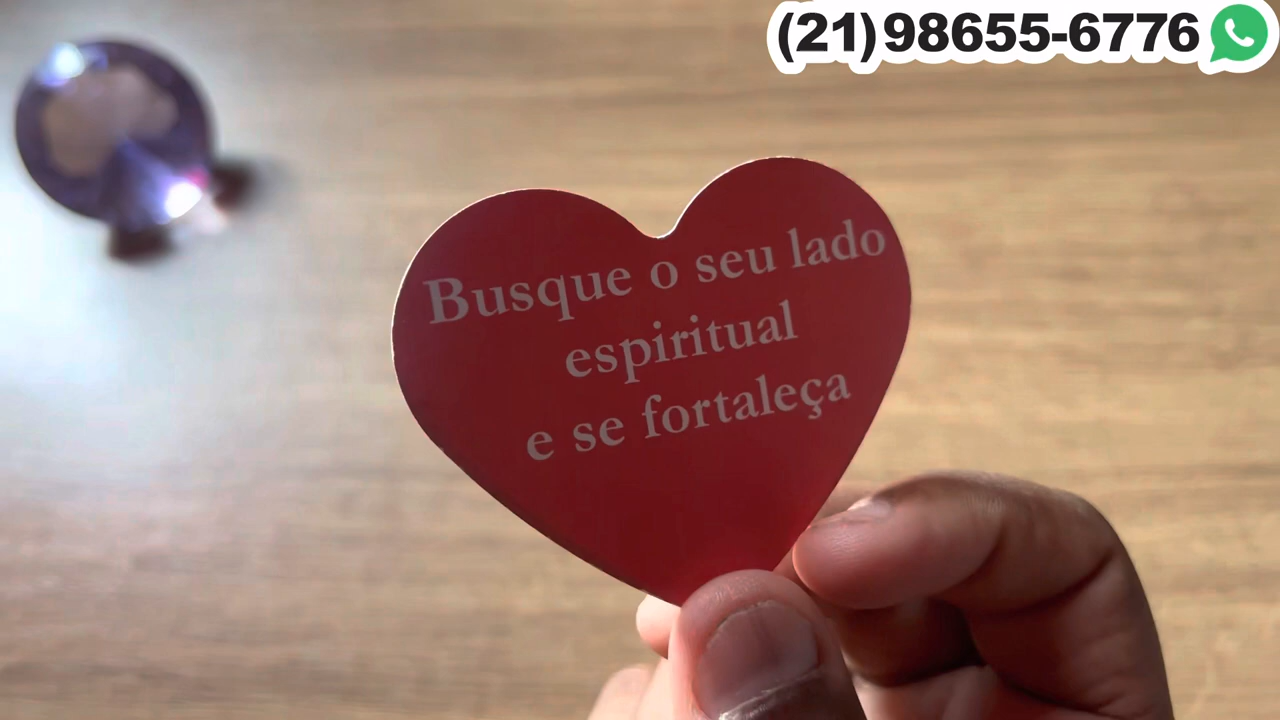 (21)98655-6776
Busque o seu lado
espiritual
e se fortaleça